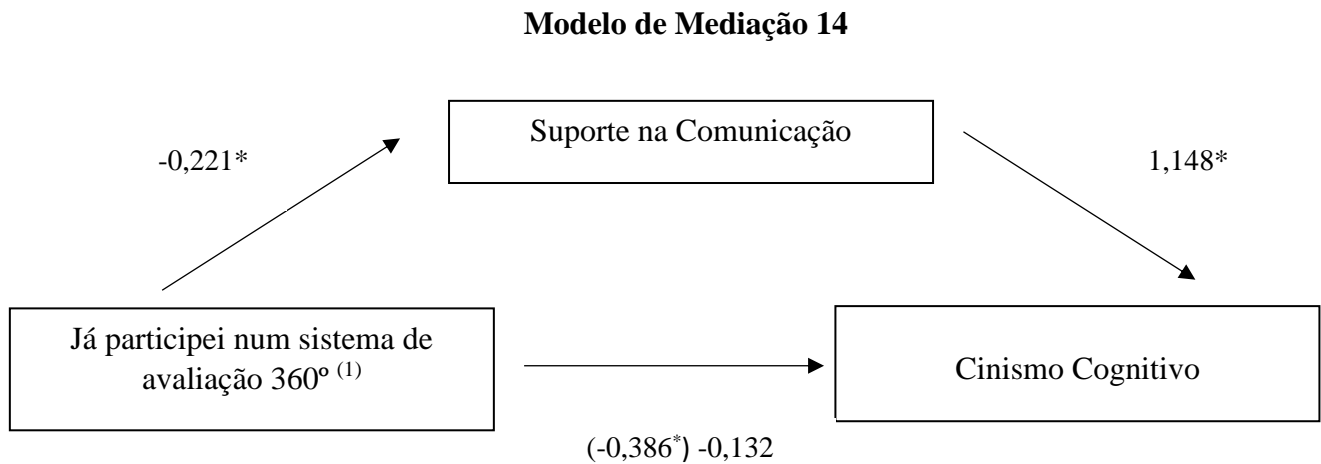 Modelo de Mediação 14
Suporte na Comunicação
-0,221*
1,148*
Já participei num sistema de
avaliação 360º (1)
Cinismo Cognitivo
(-0,386*) -0,132